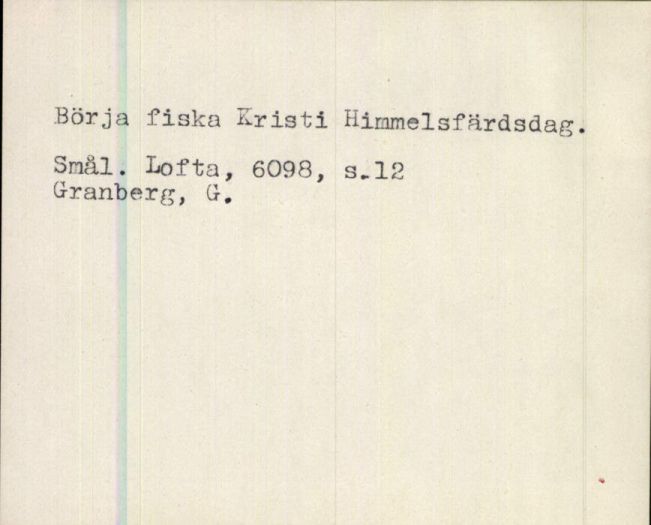 Börja fiska Kristi Himmelsfärdsdag.
Smål. Lofta, 6098, s.12
Granberg, G.